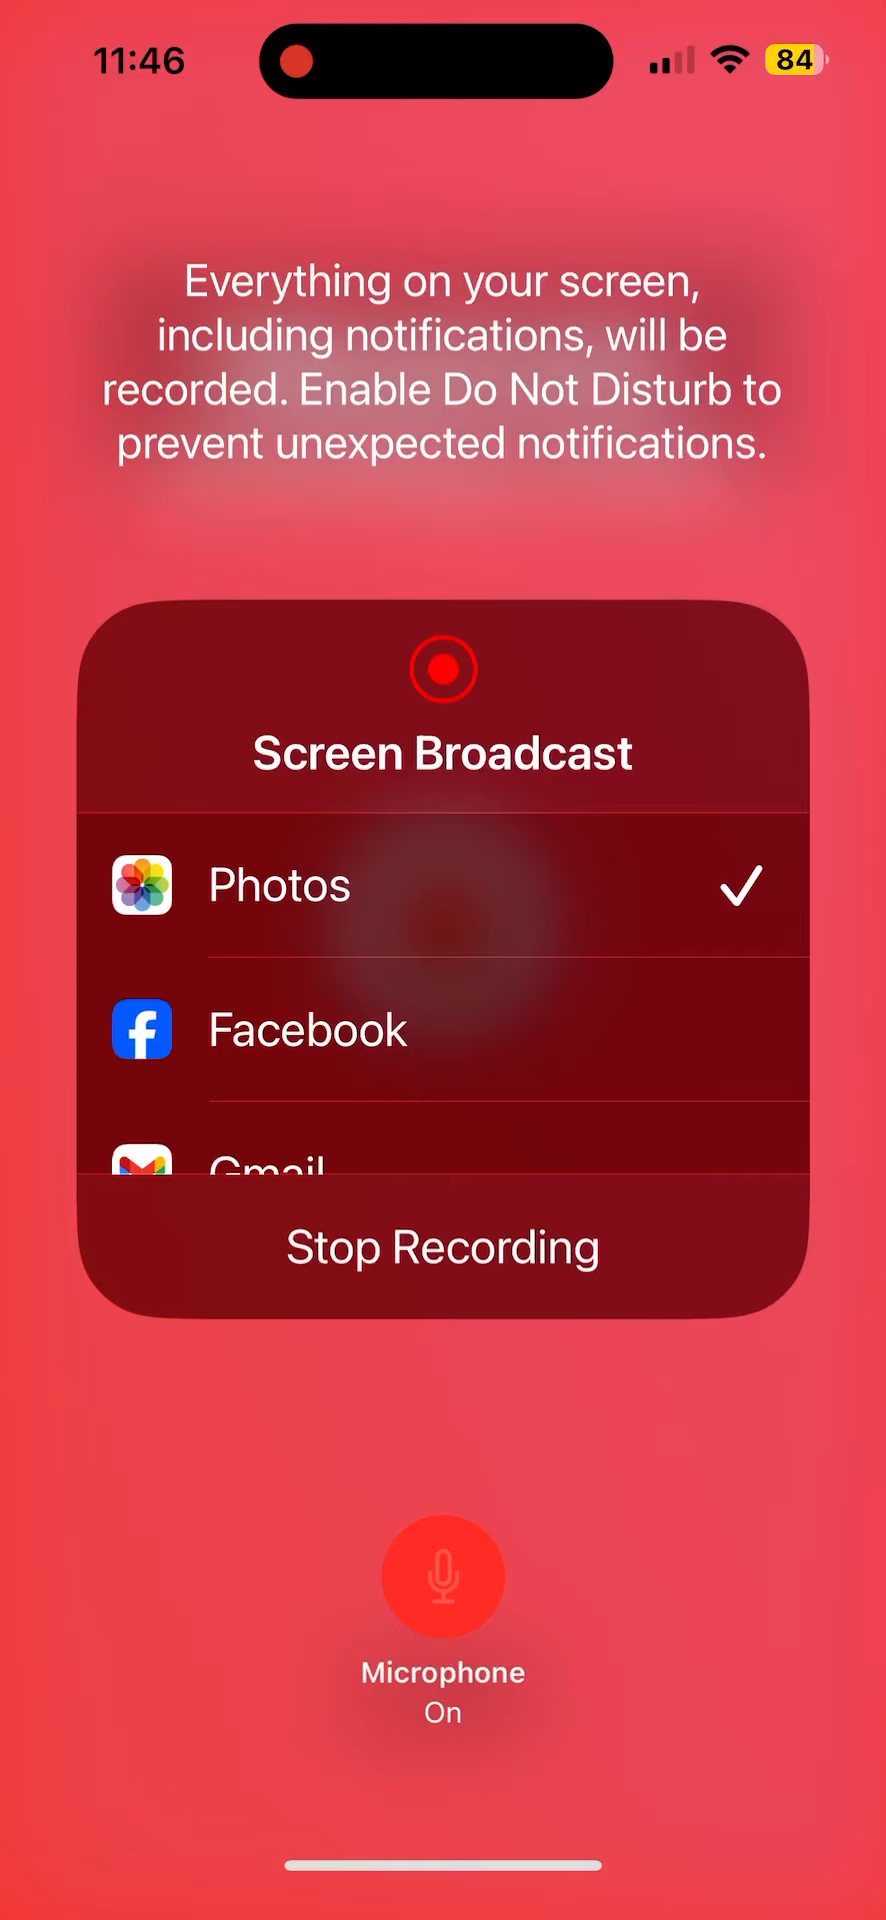 11:46
84
Everything on your screen,
including notifications, will be
recorded. Enable Do Not Disturb to
prevent unexpected notifications.
Screen Broadcast
Photos
Facebook
Gmail
Stop Recording
Microphone
On